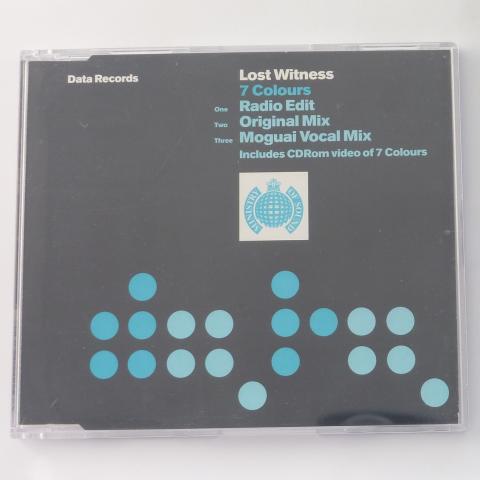 Data Records
Lost Witness
7 Colours
One Radio Edit
Two Original Mix
Three Moguai Vocal Mix
Includes CDRom video of 7 Colours
MINISTRY OF SOUND